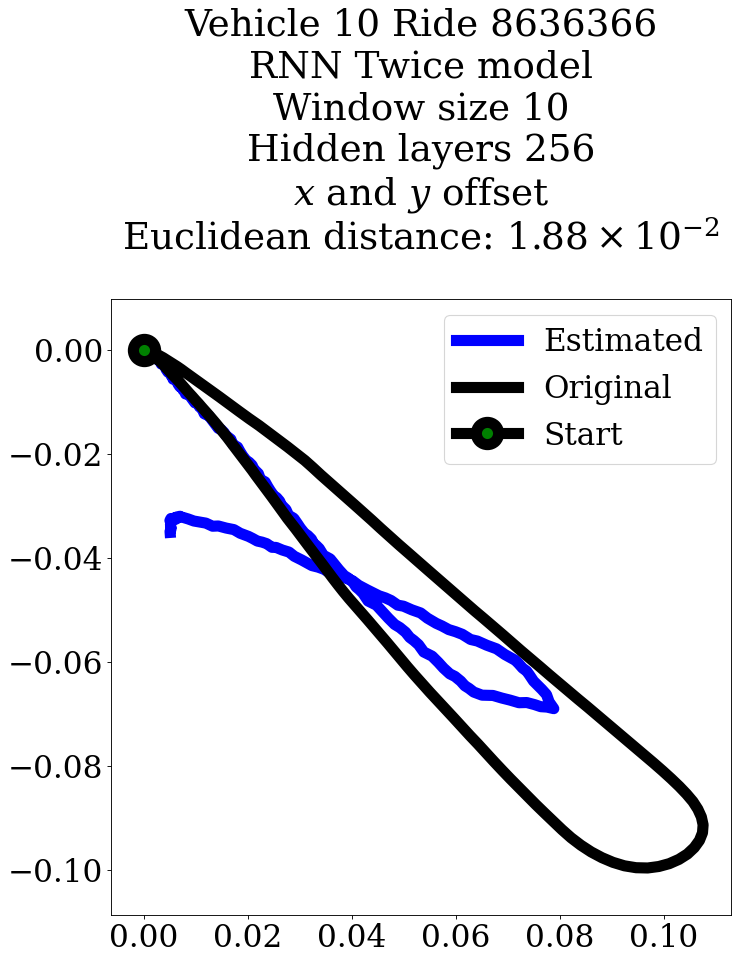 Vehicle 10 Ride 8636366
RNN Twice model
Window size 10
Hidden layers 256
x and y offset
Euclidean distance: 1.88 × 10⁻²
Estimated
Original
Start
0.00
−0.02
−0.04
−0.06
−0.08
−0.10
0.00 0.02 0.04 0.06 0.08 0.10